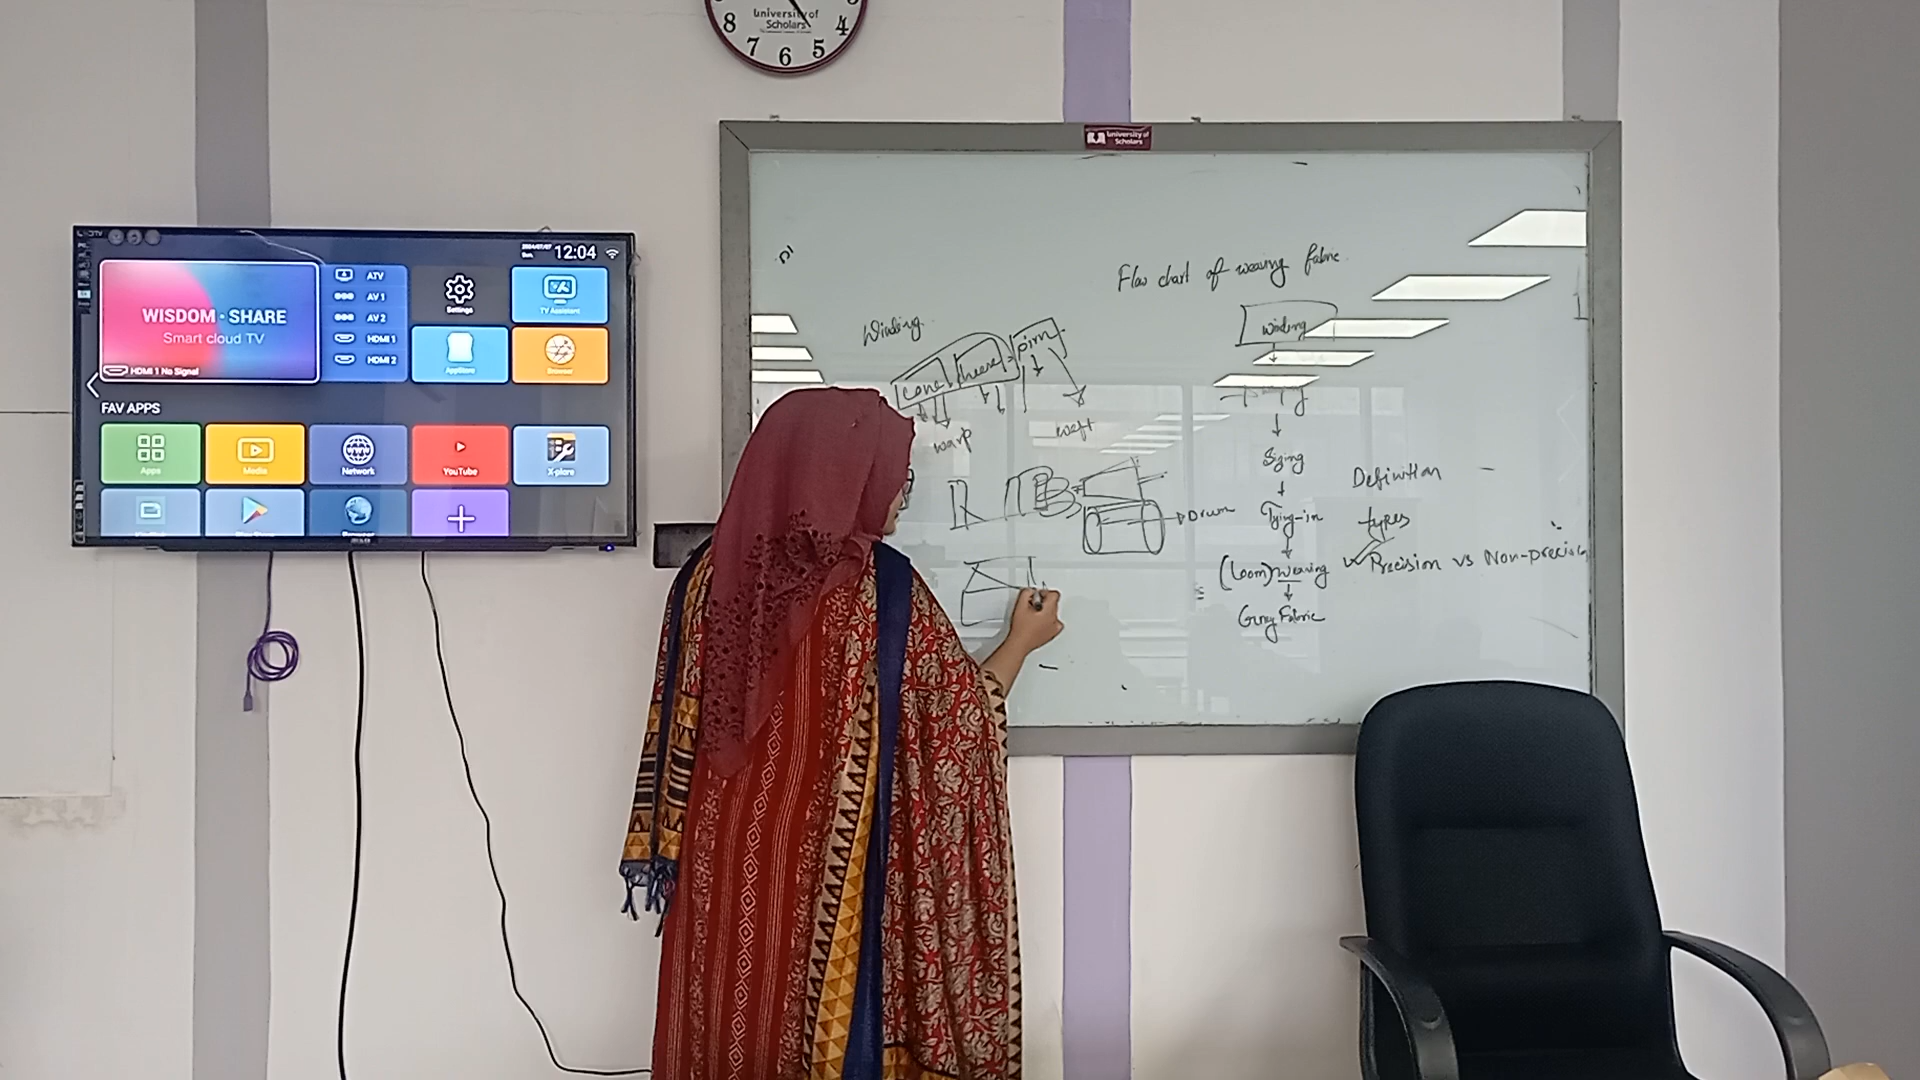 University of
Scholars
8
4
7
6
5
12:04
WISDOM · SHARE
Smart cloud TV
HDMI 1 No Signal
ATV
AV 1
AV 2
HDMI 1
HDMI 2
Settings
TV Assistant
AppStore
Browser
FAV APPS
Apps
Media
Network
YouTube
X-plore
University of
Scholars
Flow chart of weaving fabric
Winding
cone, cheese, pirn
warp
weft
Drum
Winding
Sizing
Tying-in
(Loom) Weaving
Grey Fabric
Definition
types
Precision vs Non-precision